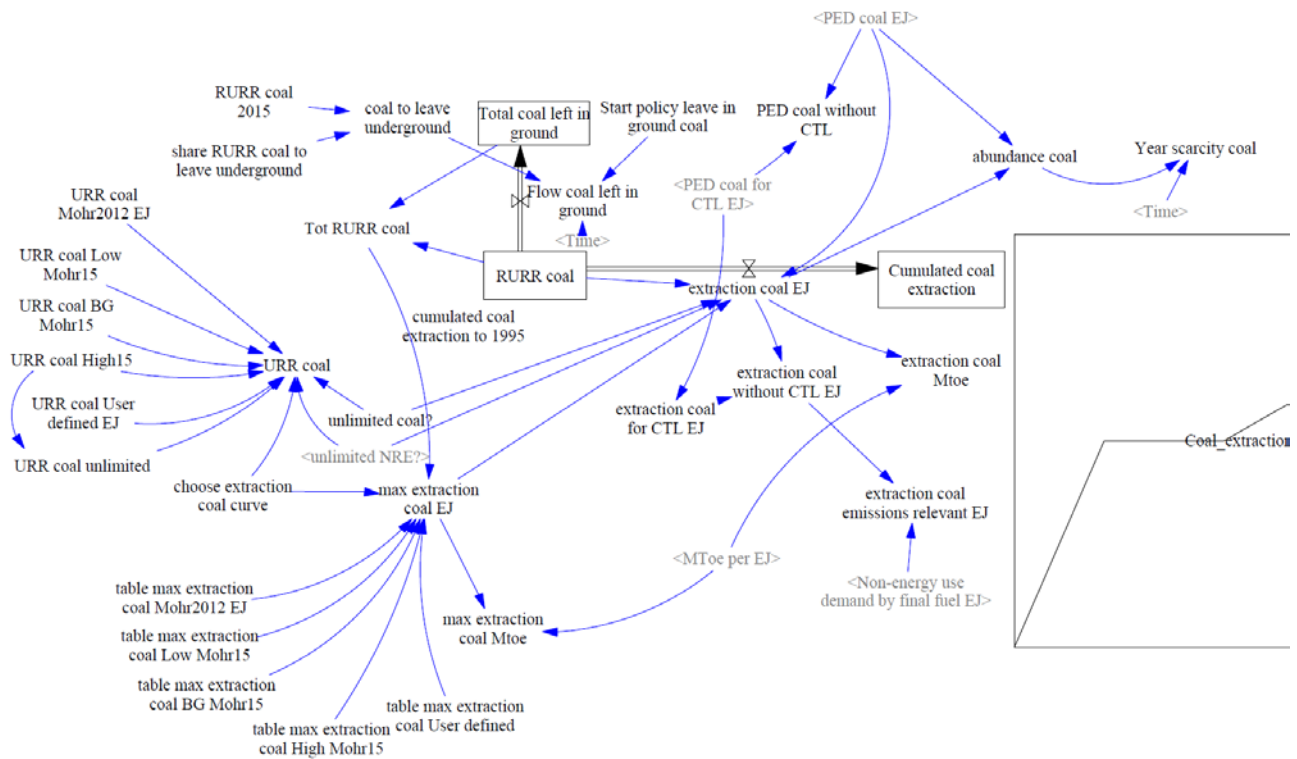 <PED coal EJ>
RURR coal
2015
coal to leave
underground
Total coal left in
ground
Start policy leave in
ground coal
PED coal without
CTL
share RURR coal to
leave underground
abundance coal
Year scarcity coal
URR coal
Mohr2012 EJ
Flow coal left in
ground
<PED coal for
CTL EJ>
<Time>
Tot RURR coal
<Time>
URR coal Low
Mohr15
RURR coal
extraction coal EJ
Cumulated coal
extraction
URR coal BG
Mohr15
cumulated coal
extraction to 1995
URR coal High15
URR coal
extraction coal
without CTL EJ
extraction coal
Mtoe
URR coal User
defined EJ
unlimited coal?
extraction coal
for CTL EJ
Coal_extraction
URR coal unlimited
<unlimited NRE?>
choose extraction
coal curve
max extraction
coal EJ
extraction coal
emissions relevant EJ
<MToe per EJ>
table max extraction
coal Mohr2012 EJ
<Non-energy use
demand by final fuel EJ>
max extraction
coal Mtoe
table max extraction
coal Low Mohr15
table max extraction
coal BG Mohr15
table max extraction
coal User defined
table max extraction
coal High Mohr15